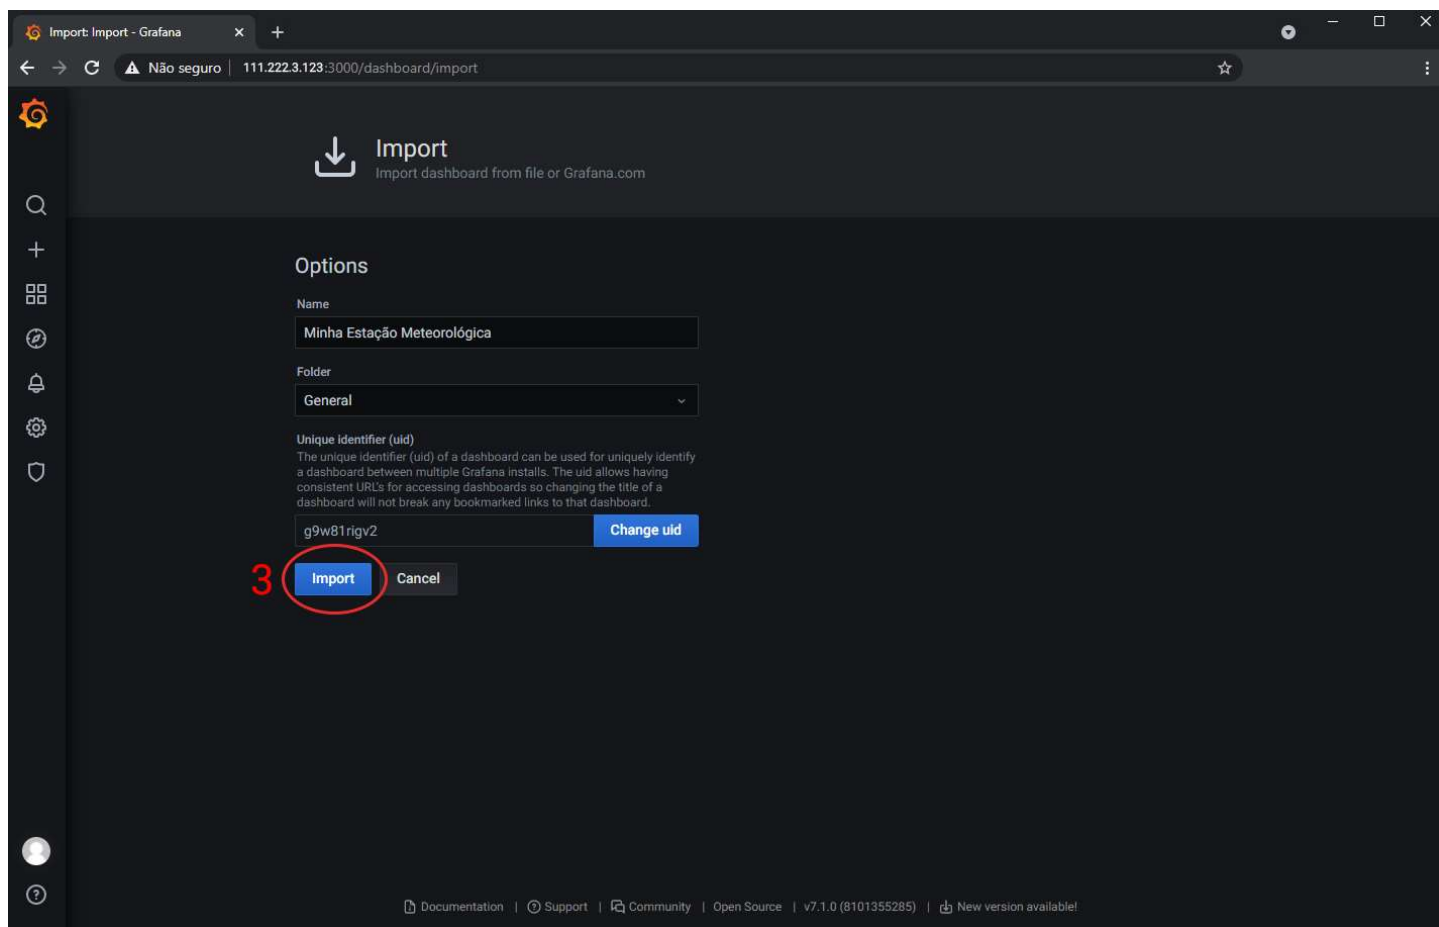 Import: Import - Grafana
Não seguro | 111.222.3.123:3000/dashboard/import
Import
Import dashboard from file or Grafana.com
Options
Name
Minha Estação Meteorológica
Folder
General
Unique identifier (uid)
The unique identifier (uid) of a dashboard can be used for uniquely identify
a dashboard between multiple Grafana installs. The uid allows having
consistent URL's for accessing dashboards so changing the title of a
dashboard will not break any bookmarked links to that dashboard.
g9w81rigv2 Change uid
3 Import Cancel
Documentation | Support | Community | Open Source | v7.1.0 (8101355285) | New version available!